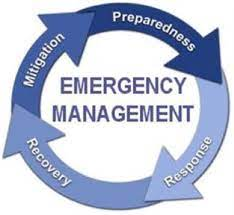 Mitigation
Preparedness
EMERGENCY
MANAGEMENT
Recovery
Response